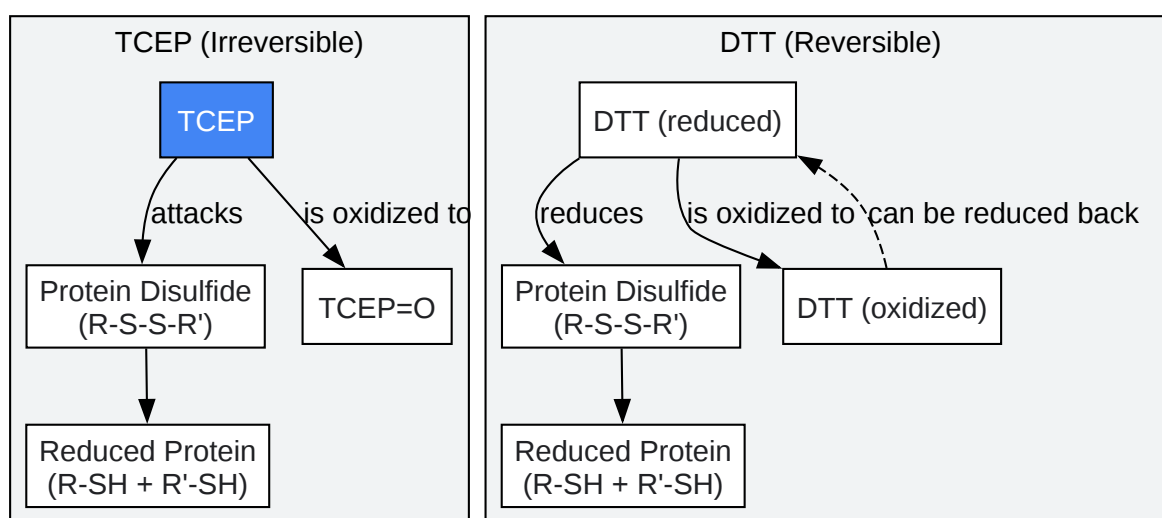 TCEP (Irreversible)
TCEP
attacks
is oxidized to
Protein Disulfide
(R-S-S-R')
TCEP=O
Reduced Protein
(R-SH + R'-SH)
DTT (Reversible)
DTT (reduced)
reduces
is oxidized to
can be reduced back
Protein Disulfide
(R-S-S-R')
DTT (oxidized)
Reduced Protein
(R-SH + R'-SH)